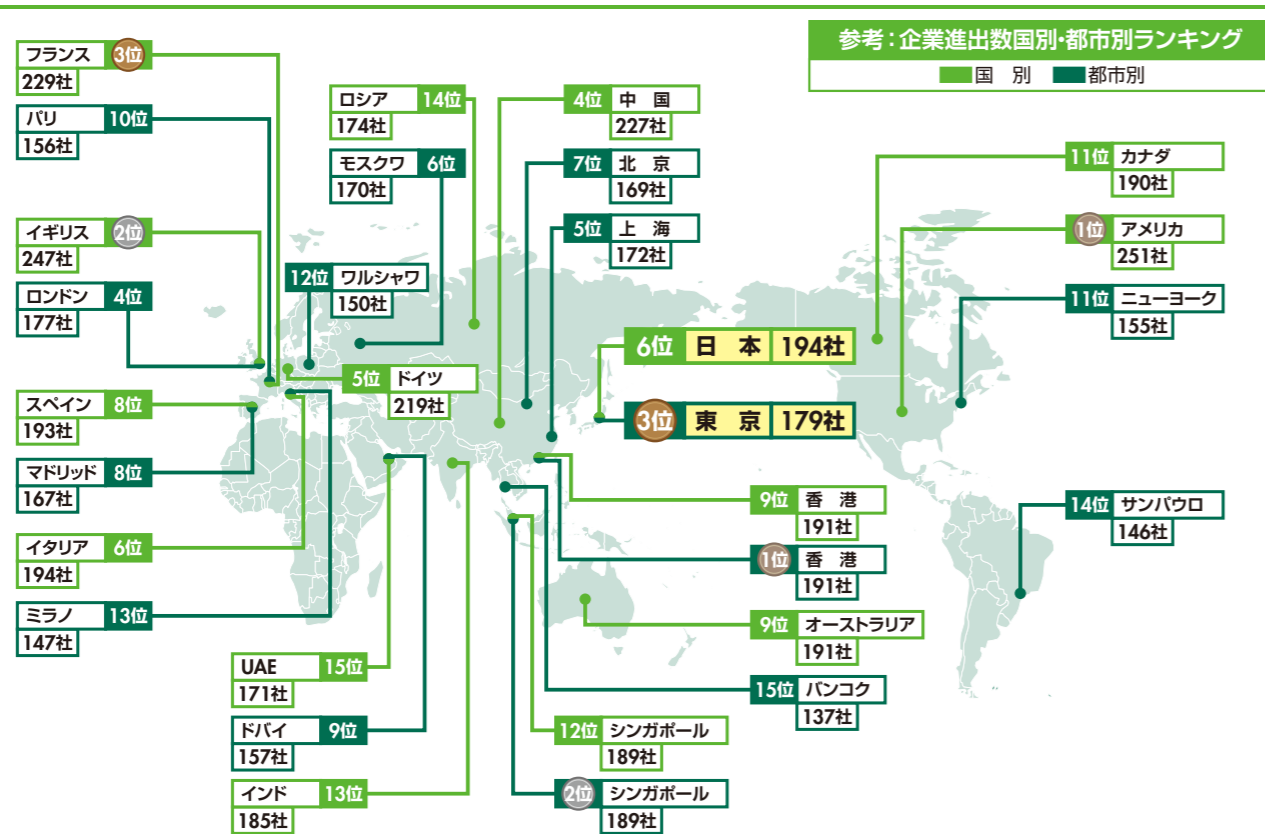 参考：企業進出数国別・都市別ランキング
国　別　都市別
フランス 3位
229社
パリ 10位
156社
イギリス 2位
247社
ロンドン 4位
177社
スペイン 8位
193社
マドリッド 8位
167社
イタリア 6位
194社
ミラノ 13位
147社
ロシア 14位
174社
モスクワ 6位
170社
12位 ワルシャワ
150社
5位 ドイツ
219社
UAE 15位
171社
ドバイ 9位
157社
インド 13位
185社
4位 中　国
227社
7位 北　京
169社
5位 上　海
172社
6位 日　本 194社
3位 東　京 179社
9位 香　港
191社
1位 香　港
191社
9位 オーストラリア
191社
15位 バンコク
137社
12位 シンガポール
189社
2位 シンガポール
189社
11位 カナダ
190社
1位 アメリカ
251社
11位 ニューヨーク
155社
14位 サンパウロ
146社